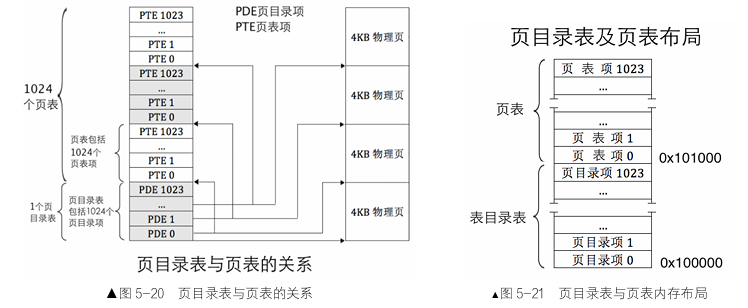 PDE页目录项
PTE页表项
PTE 1023
...
PTE 1
PTE 0
PTE 1023
...
PTE 1
PTE 0
PTE 1023
...
PTE 1
PTE 0
PDE 1023
...
...
PDE 1
PDE 0
1024
个页表
页表包括
1024个
页表项
1个页
目录表
页目录表
包括1024个
页目录项
4KB 物理页
4KB 物理页
4KB 物理页
4KB 物理页
页目录表与页表的关系
▲图 5-20 页目录表与页表的关系
页目录表及页表布局
页 表 项 1023
...
...
页 表 项 1
页 表 项 0
页目录项 1023
...
...
页目录项 1
页目录项 0
页表
表目录表
0x101000
0x100000
▲图 5-21 页目录表与页表内存布局